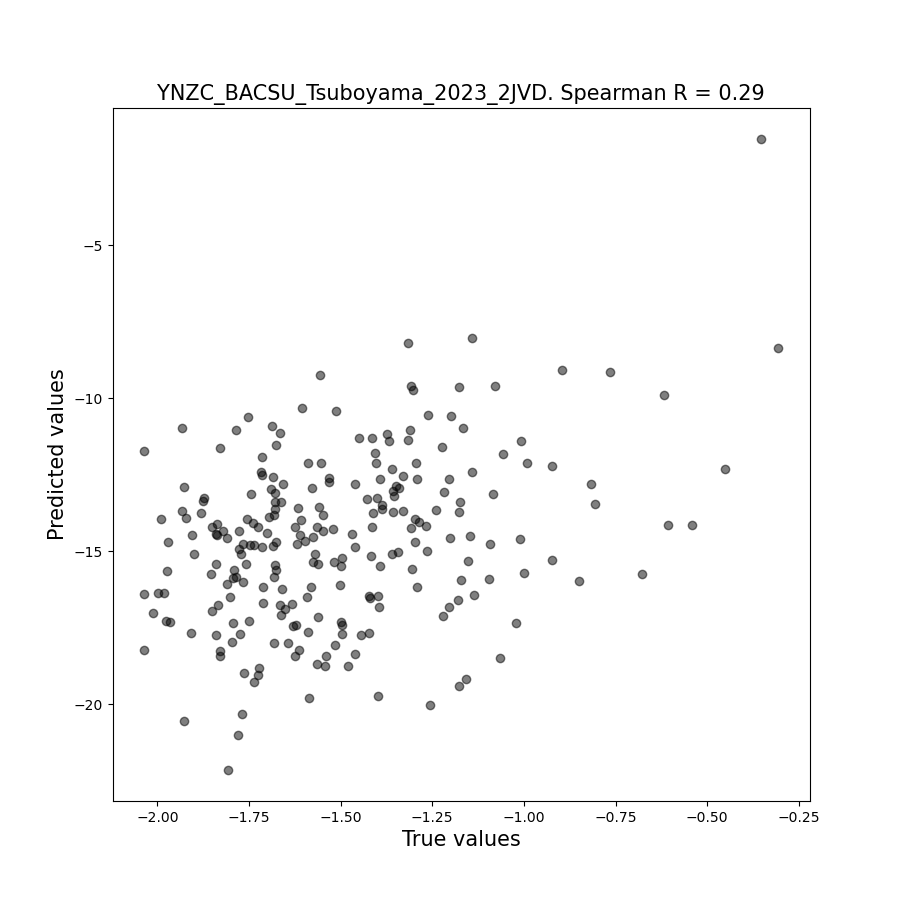 YNZC_BACSU_Tsuboyama_2023_2JVD. Spearman R = 0.29
Predicted values
−5
−10
−15
−20
−2.00 −1.75 −1.50 −1.25 −1.00 −0.75 −0.50 −0.25
True values